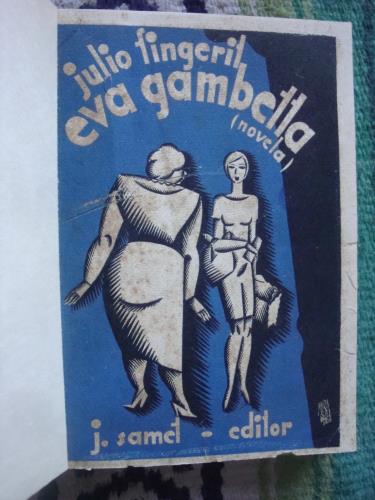 julio fingerit
eva gambetta
(novela)
j. samet - editor